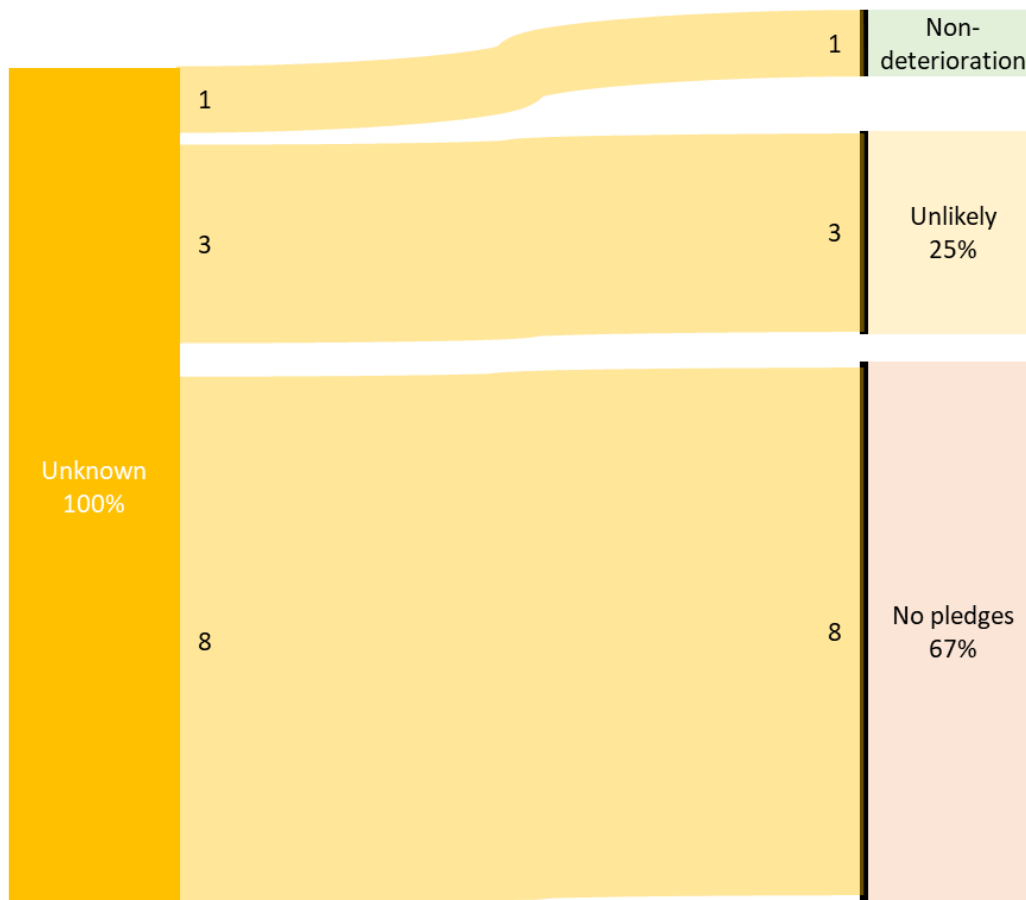 Non-
deterioration
1
1
Unlikely
25%
3
3
Unknown
100%
No pledges
67%
8
8